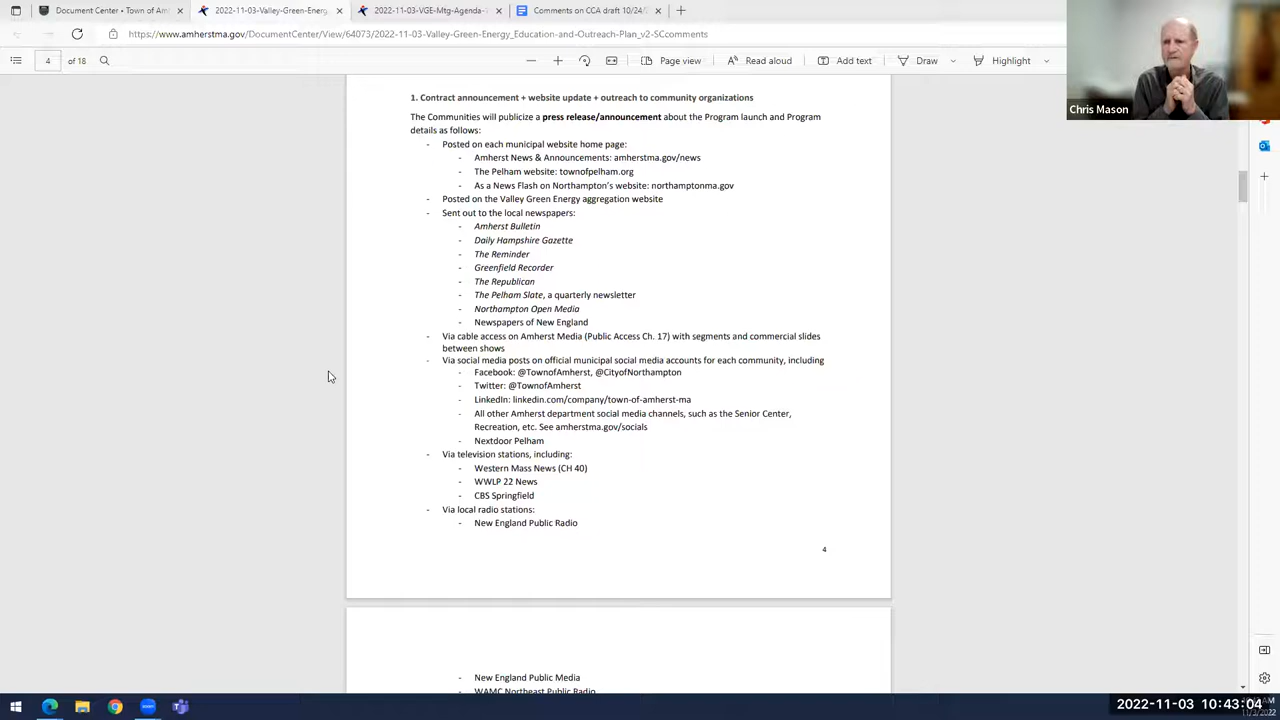 Document Center • Town of Am
2022-11-03-Valley-Green-Energ
2022-11-03-VGE-Mtg-Agenda-
Comments on CCA draft 10/24/
https://www.amherstma.gov/DocumentCenter/View/64073/2022-11-03-Valley-Green-Energy_Education-and-Outreach-Plan_v2-SCcomments
4 of 18
Page view
Read aloud
Add text
Draw
Highlight
Chris Mason
1. Contract announcement + website update + outreach to community organizations
The Communities will publicize a press release/announcement about the Program launch and Program
details as follows:
- Posted on each municipal website home page:
- Amherst News & Announcements: amherstma.gov/news
- The Pelham website: townofpelham.org
- As a News Flash on Northampton's website: northamptonma.gov
- Posted on the Valley Green Energy aggregation website
- Sent out to the local newspapers:
- Amherst Bulletin
- Daily Hampshire Gazette
- The Reminder
- Greenfield Recorder
- The Republican
- The Pelham Slate, a quarterly newsletter
- Northampton Open Media
- Newspapers of New England
- Via cable access on Amherst Media (Public Access Ch. 17) with segments and commercial slides
between shows
- Via social media posts on official municipal social media accounts for each community, including
- Facebook: @TownofAmherst, @CityofNorthampton
- Twitter: @TownofAmherst
- LinkedIn: linkedin.com/company/town-of-amherst-ma
- All other Amherst department social media channels, such as the Senior Center,
Recreation, etc. See amherstma.gov/socials
- Nextdoor Pelham
- Via television stations, including:
- Western Mass News (CH 40)
- WWLP 22 News
- CBS Springfield
- Via local radio stations:
- New England Public Radio
4
- New England Public Media
- WAMC Northeast Public Radio
2022-11-03 10:43:04